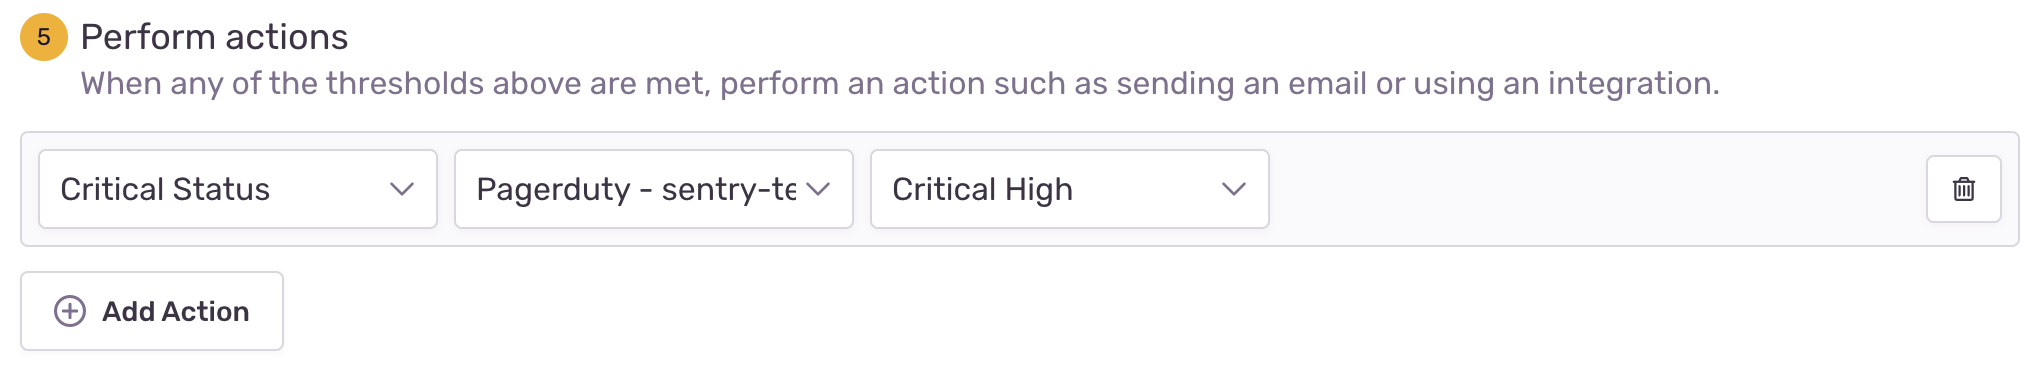 5 Perform actions
When any of the thresholds above are met, perform an action such as sending an email or using an integration.
Critical Status Pagerduty - sentry-te Critical High
Add Action